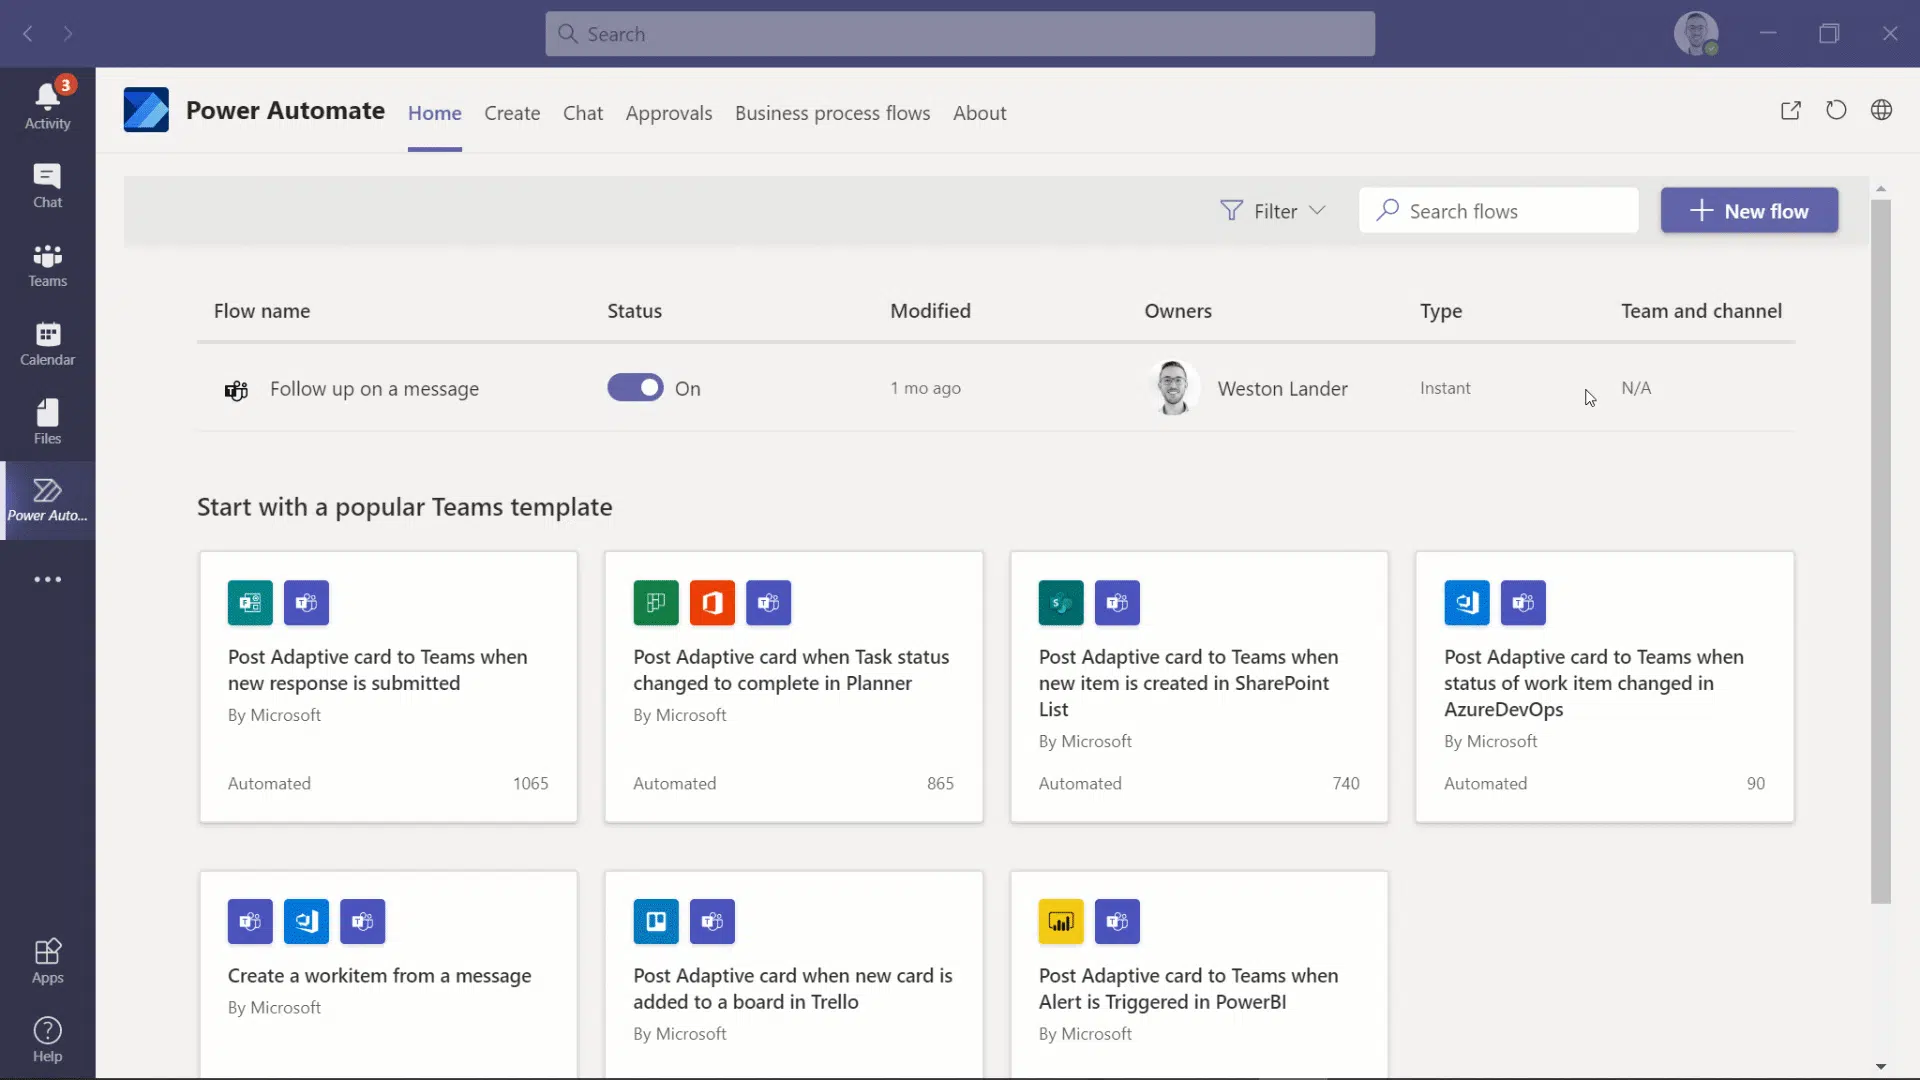 Search
3
Activity
Chat
Teams
Calendar
Files
Power Auto...
Apps
Help
Power Automate
Home
Create
Chat
Approvals
Business process flows
About
Filter
Search flows
New flow
Flow name
Status
Modified
Owners
Type
Team and channel
Follow up on a message
On
1 mo ago
Weston Lander
Instant
N/A
Start with a popular Teams template
Post Adaptive card to Teams when
new response is submitted
By Microsoft
Automated
1065
Post Adaptive card when Task status
changed to complete in Planner
By Microsoft
Automated
865
Post Adaptive card to Teams when
new item is created in SharePoint
List
By Microsoft
Automated
740
Post Adaptive card to Teams when
status of work item changed in
AzureDevOps
By Microsoft
Automated
90
Create a workitem from a message
By Microsoft
Post Adaptive card when new card is
added to a board in Trello
By Microsoft
Post Adaptive card to Teams when
Alert is Triggered in PowerBI
By Microsoft